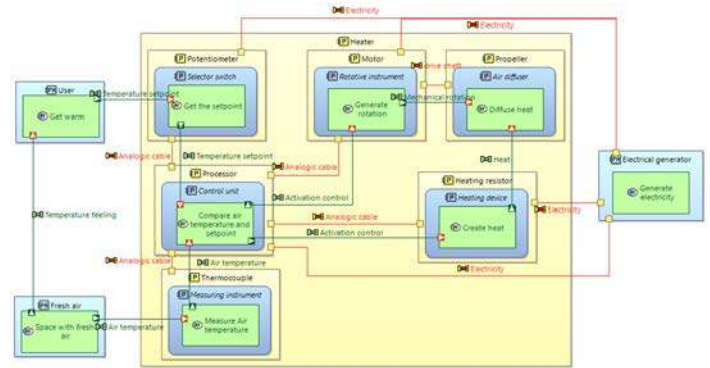 Electricity
Electricity
Heater
Potentiometer
Motor
Propeller
drive shaft
Selector switch
Rotative instrument
Air diffuser
User
Temperature setpoint
Get the setpoint
Generate
rotation
Mechanical rotation
Diffuse heat
Get warm
Analogic cable
Temperature setpoint
Analogic cable
Heat
Electrical generator
Processor
Heating resistor
Control unit
Heating device
Generate
electricity
Activation control
Compare air
temperature and
setpoint
Analogic cable
Electricity
Temperature feeling
Create heat
Activation control
Analogic cable
Air temperature
Electricity
Thermocouple
Fresh air
Measuring instrument
Space with fresh
air
Air temperature
Measure Air
temperature